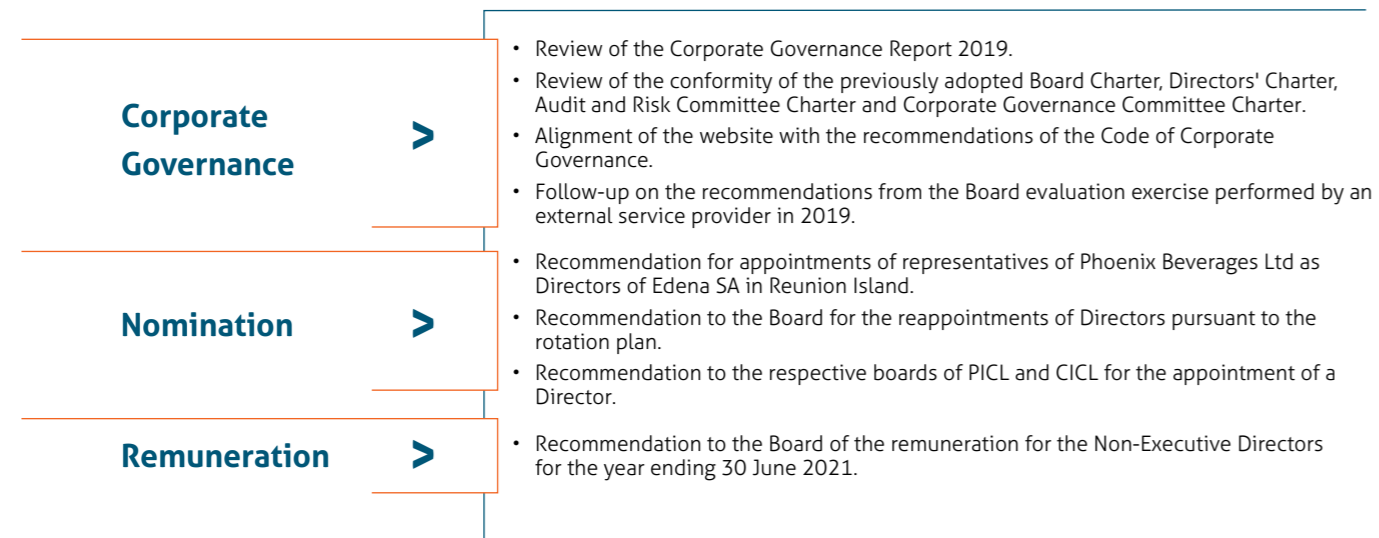 Corporate
Governance
>
• Review of the Corporate Governance Report 2019.
• Review of the conformity of the previously adopted Board Charter, Directors' Charter,
Audit and Risk Committee Charter and Corporate Governance Committee Charter.
• Alignment of the website with the recommendations of the Code of Corporate
Governance.
• Follow-up on the recommendations from the Board evaluation exercise performed by an
external service provider in 2019.
Nomination
>
• Recommendation for appointments of representatives of Phoenix Beverages Ltd as
Directors of Edena SA in Reunion Island.
• Recommendation to the Board for the reappointments of Directors pursuant to the
rotation plan.
• Recommendation to the respective boards of PICL and CICL for the appointment of a
Director.
Remuneration
>
• Recommendation to the Board of the remuneration for the Non-Executive Directors
for the year ending 30 June 2021.